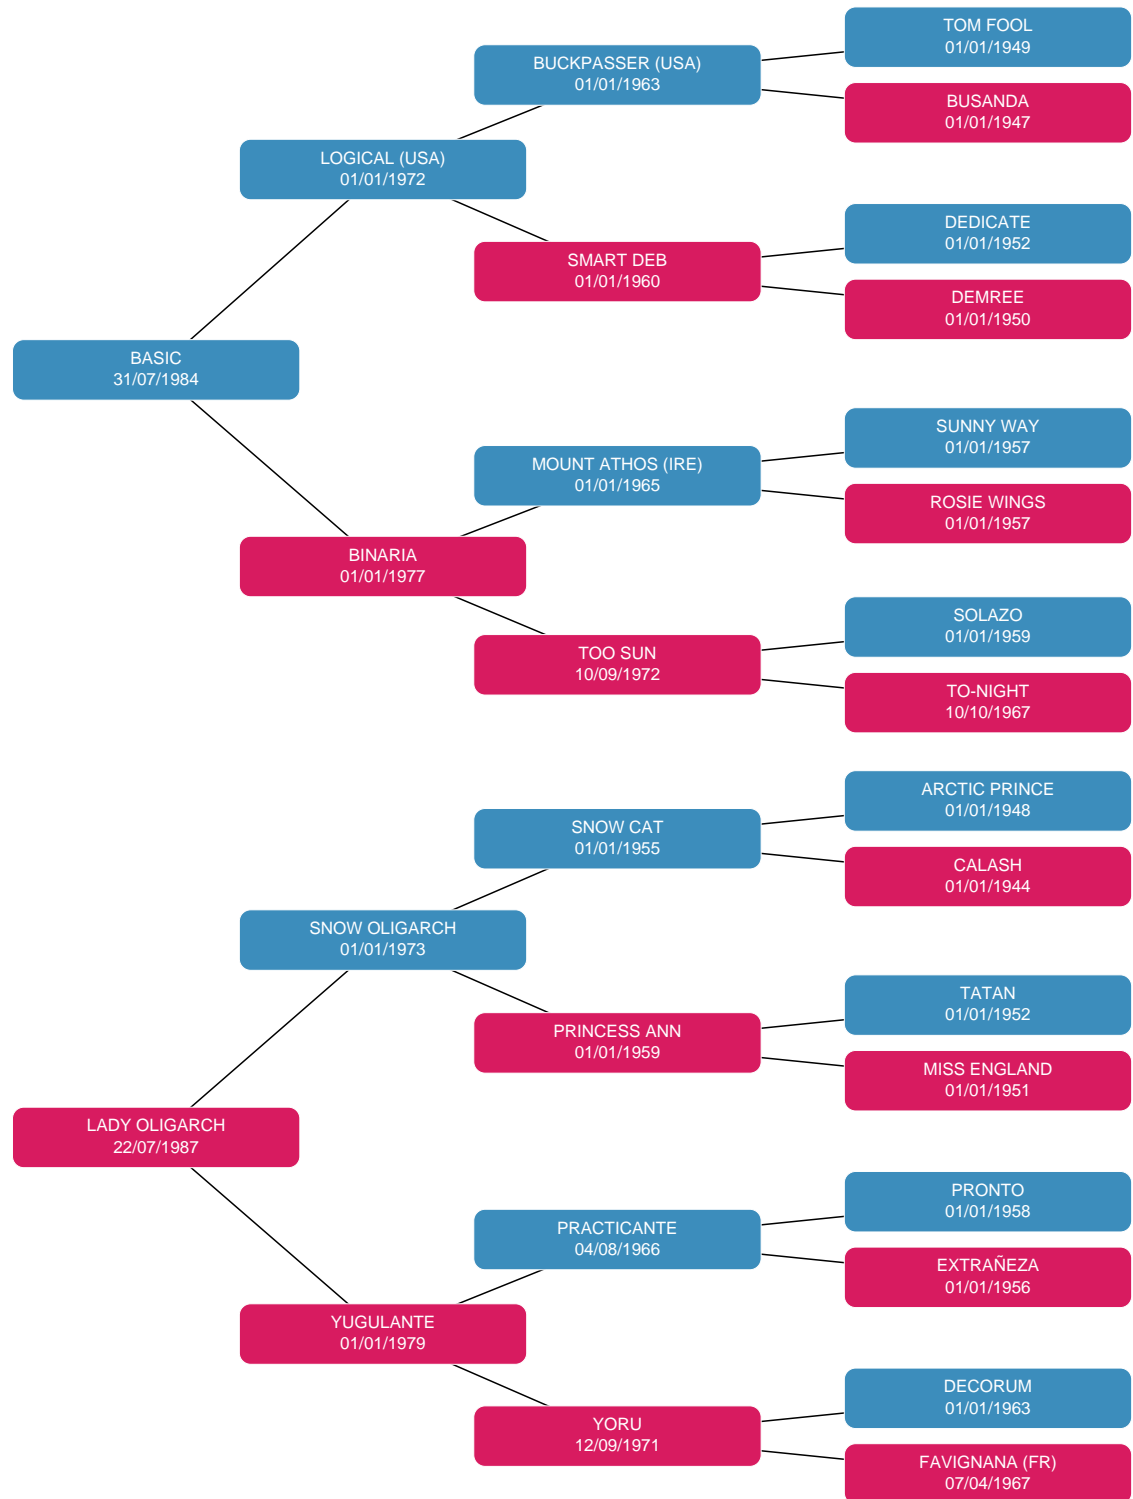 TOM FOOL
01/01/1949
BUCKPASSER (USA)
01/01/1963
BUSANDA
01/01/1947
LOGICAL (USA)
01/01/1972
DEDICATE
01/01/1952
SMART DEB
01/01/1960
DEMREE
01/01/1950
BASIC
31/07/1984
SUNNY WAY
01/01/1957
MOUNT ATHOS (IRE)
01/01/1965
ROSIE WINGS
01/01/1957
BINARIA
01/01/1977
SOLAZO
01/01/1959
TOO SUN
10/09/1972
TO-NIGHT
10/10/1967
ARCTIC PRINCE
01/01/1948
SNOW CAT
01/01/1955
CALASH
01/01/1944
SNOW OLIGARCH
01/01/1973
TATAN
01/01/1952
PRINCESS ANN
01/01/1959
MISS ENGLAND
01/01/1951
LADY OLIGARCH
22/07/1987
PRONTO
01/01/1958
PRACTICANTE
04/08/1966
EXTRAÑEZA
01/01/1956
YUGULANTE
01/01/1979
DECORUM
01/01/1963
YORU
12/09/1971
FAVIGNANA (FR)
07/04/1967